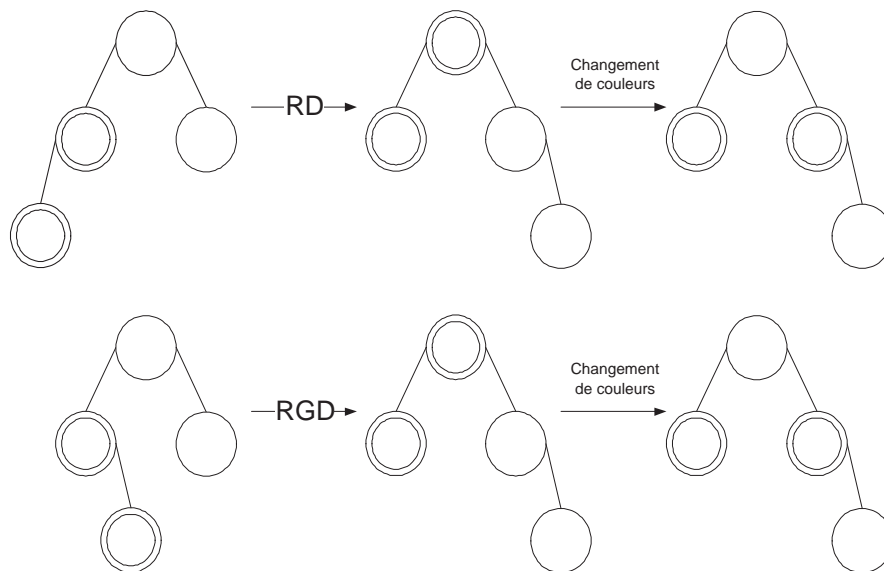 RD
Changement
de couleurs
RGD
Changement
de couleurs